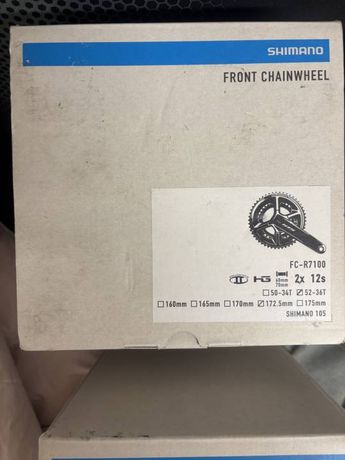 SHIMANO
FRONT CHAINWHEEL
FC-R7100
HG 68mm 70mm 2x 12s
☐50-34T ☑52-36T
☐160mm ☐165mm ☐170mm ☑172.5mm ☐175mm
SHIMANO 105